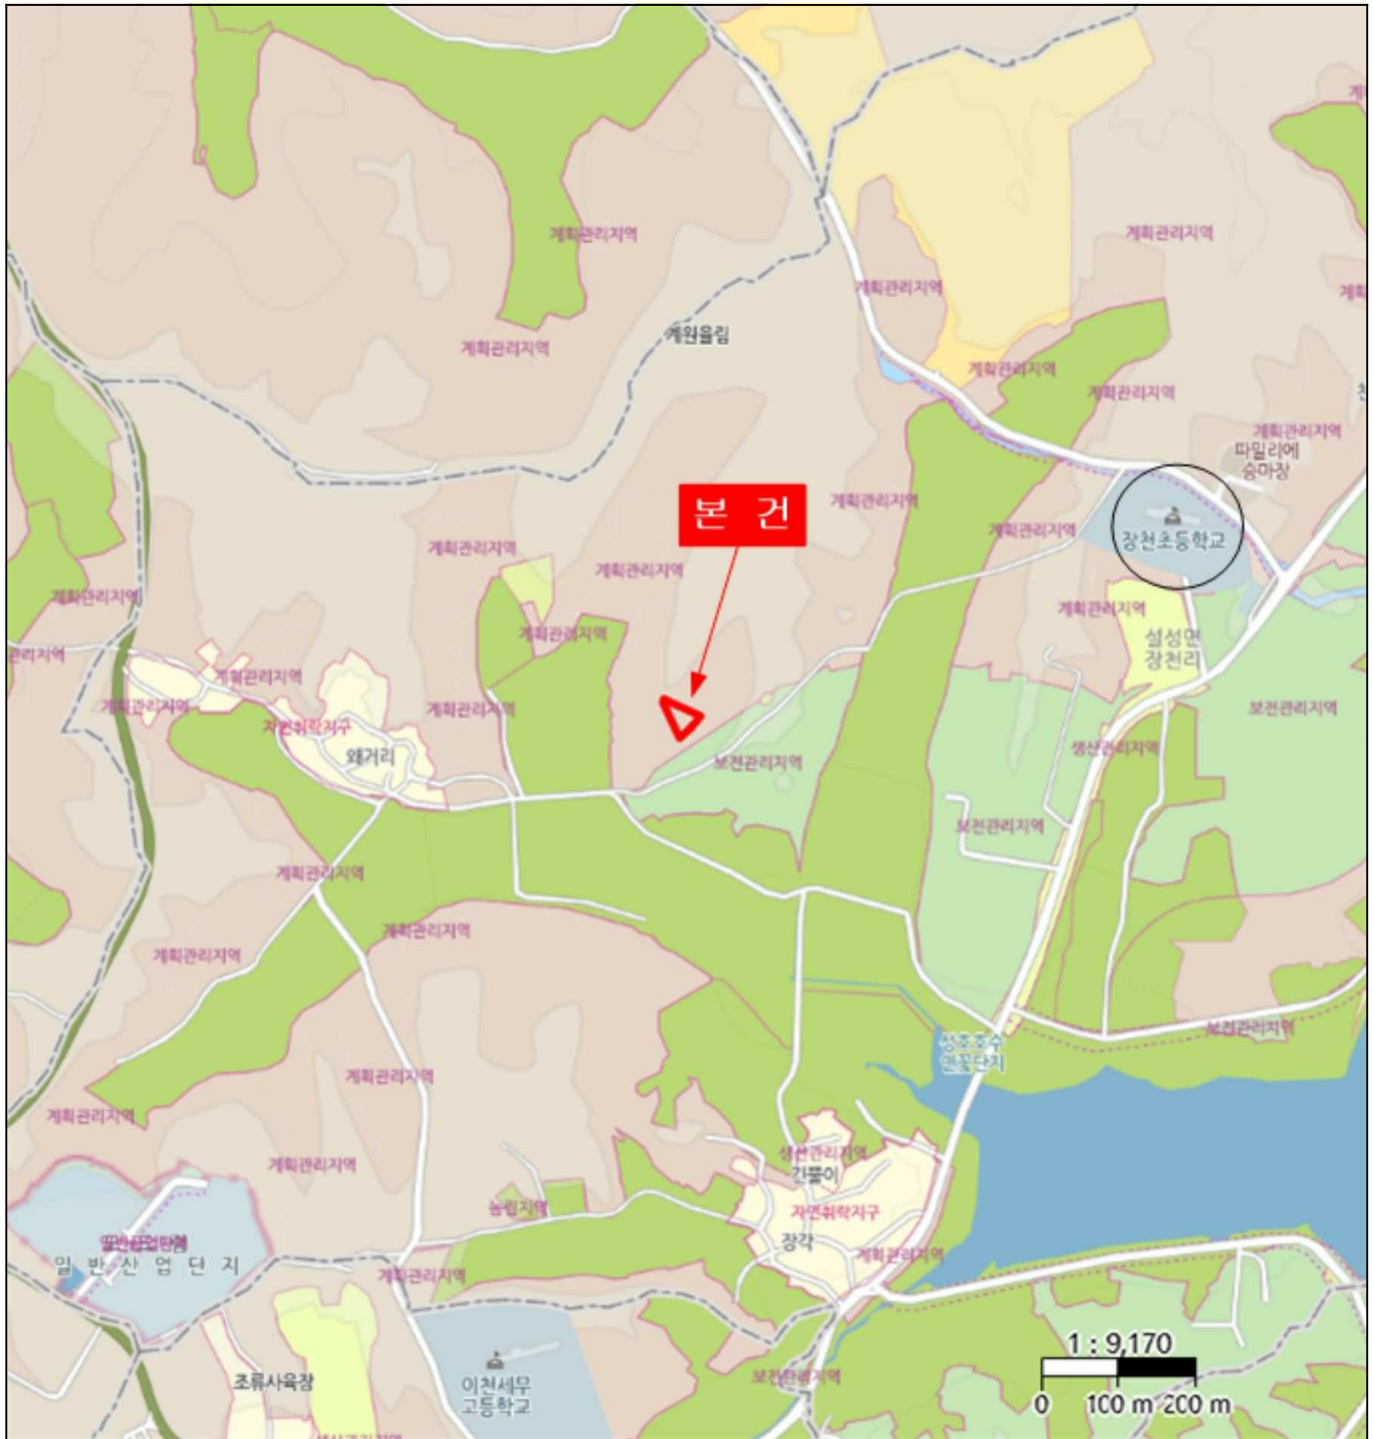 계획관리지역
계획관리지역
계획관리지역
계원율림
계획관리지역
계획관리지역
계획관리지역
계획관리지역
따밀리에
승마장
본 건
계획관리지역
계획관리지역
장천초등학교
계획관리지역
계획관리지역
계획관리지역
계획관리지역
계획관리지역
설성면
장천리
관리지역
계획관리지역
계획관리지역
계획관리지역
보전관리지역
자연취락지구
왜거리
생산관리지역
보전관리지역
보전관리지역
계획관리지역
계획관리지역
계획관리지역
보전관리지역
성호호수
연꽃단지
계획관리지역
계획관리지역
생산관리지역
긴뿔이
계획관리지역
농림지역
자연취락지구
장각
일반산업단지
계획관리지역
계획관리지역
1 : 9,170
보전관리지역
조류사육장
이천세무
고등학교
0 100 m 200 m